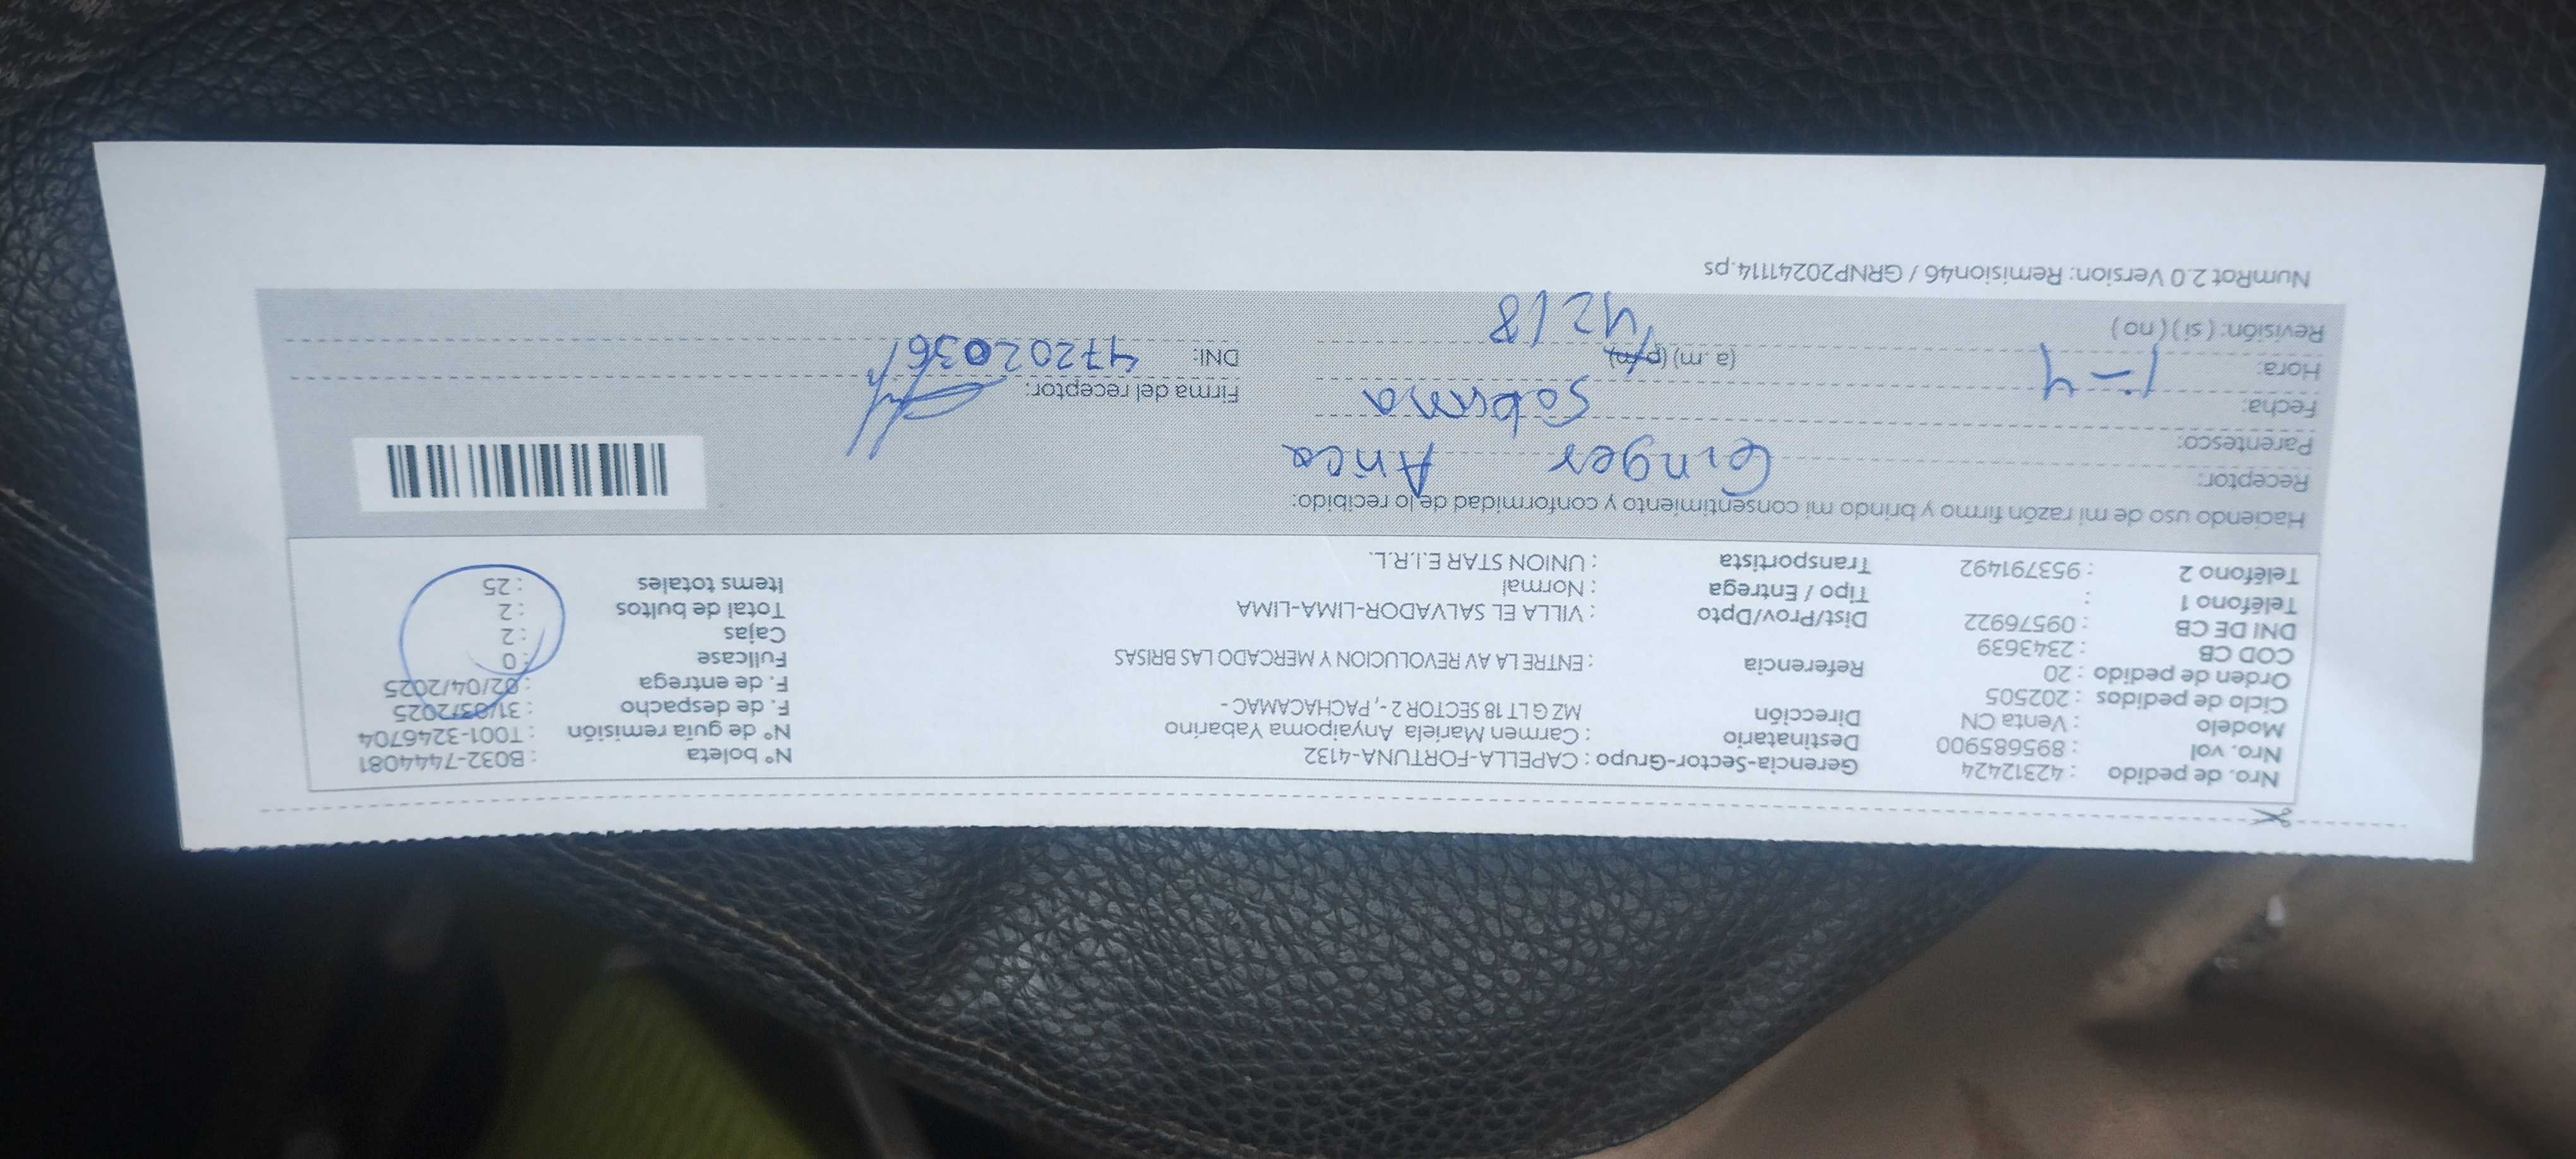 Nro. de pedido : 42312424 Gerencia-Sector-Grupo : CAPELLA-FORTUNA-4132 N° boleta : B032-7444081
Nro. vol : 895685900 Destinatario : Carmen Mariela Anyaipoma Yabarino N° de guía remisión : T001-3246704
Modelo : Venta CN Dirección MZ G LT 18 SECTOR 2 -, PACHACAMAC - F. de despacho : 31/03/2025
Ciclo de pedidos : 202505 F. de entrega : 02/04/2025
Orden de pedido : 20 Referencia : ENTRE LA AV REVOLUCION Y MERCADO LAS BRISAS Fullcase : 0
COD CB : 2343639 Cajas : 2
DNI DE CB : 09576922 Dist/Prov/Dpto : VILLA EL SALVADOR-LIMA-LIMA Total de bultos : 2
Teléfono 1 : Tipo / Entrega : Normal Items totales : 25
Teléfono 2 : 953791492 Transportista : UNION STAR E.I.R.L.
Haciendo uso de mi razón firmo y brindo mi consentimiento y conformidad de lo recibido:
Receptor: Ginger Anca
Parentesco: Sobrina
Fecha: 1-4 Firma del receptor:
Hora: (a. m) (p. m) DNI: 47202036
Revisión: ( si ) ( no ) 4218
NumRot 2.0 Version: Remision46 / GRNP20241114.ps